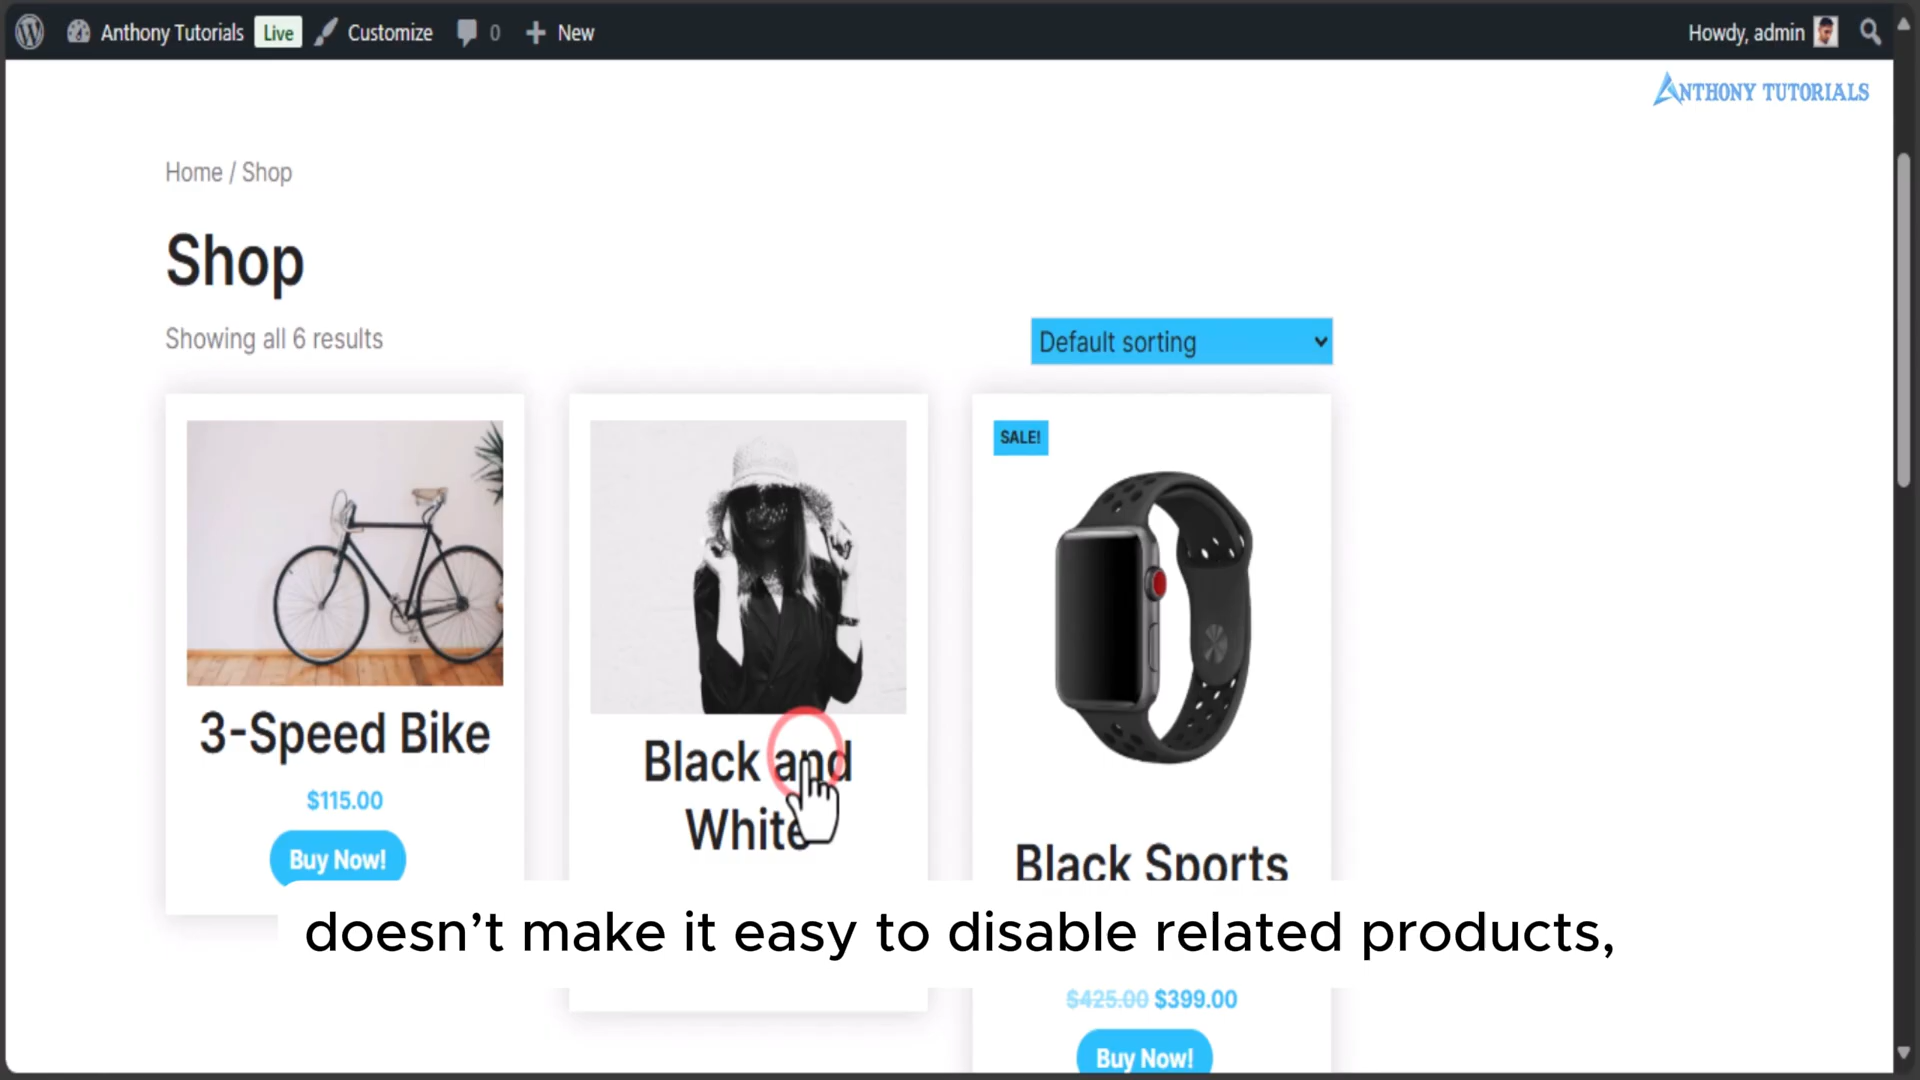 Anthony Tutorials Live Customize 0 New Howdy, admin
ANTHONY TUTORIALS
Home / Shop
Shop
Showing all 6 results
Default sorting
SALE!
3-Speed Bike
$115.00
Buy Now!
Black and
White
Black Sports
$425.00 $399.00
Buy Now!
doesn’t make it easy to disable related products,